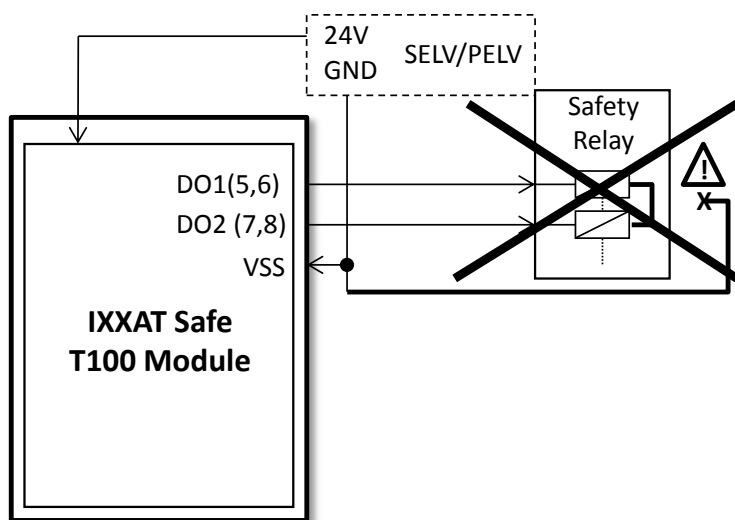 24V
GND
SELV/PELV
Safety
Relay
!
X
DO1(5,6)
DO2 (7,8)
VSS
IXXAT Safe
T100 Module